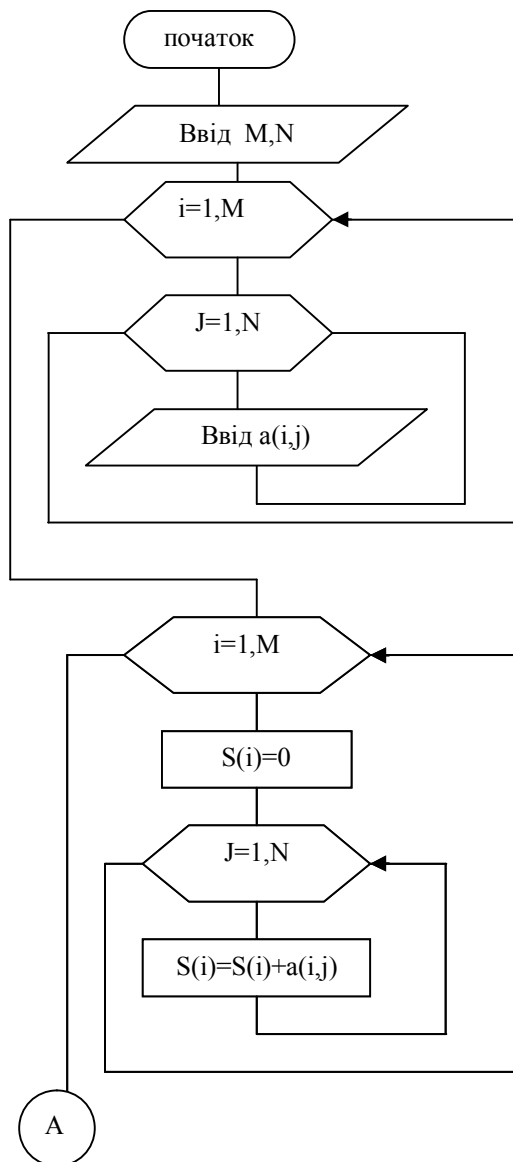 початок
Ввід M,N
i=1,M
J=1,N
Ввід a(i,j)
i=1,M
S(i)=0
J=1,N
S(i)=S(i)+a(i,j)
A